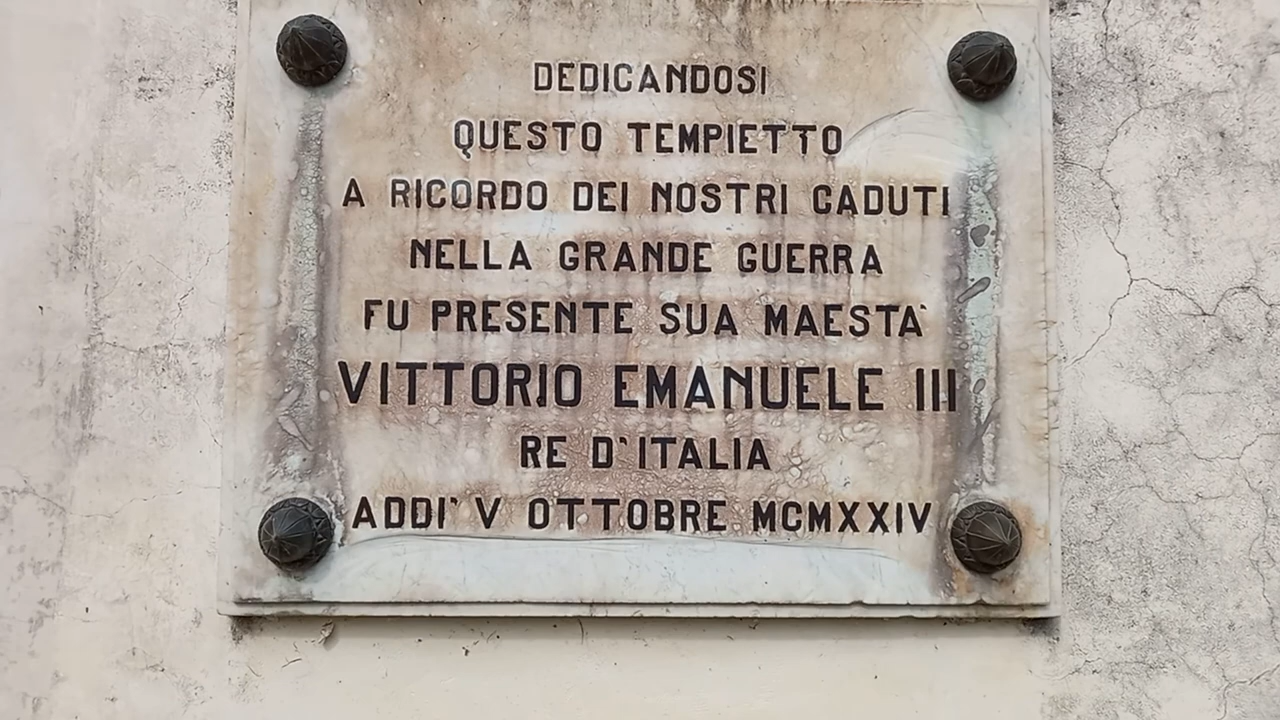 DEDICANDOSI
QUESTO TEMPIETTO
A RICORDO DEI NOSTRI CADUTI
NELLA GRANDE GUERRA
FU PRESENTE SUA MAESTA'
VITTORIO EMANUELE III
RE D'ITALIA
ADDI' V OTTOBRE MCMXXIV